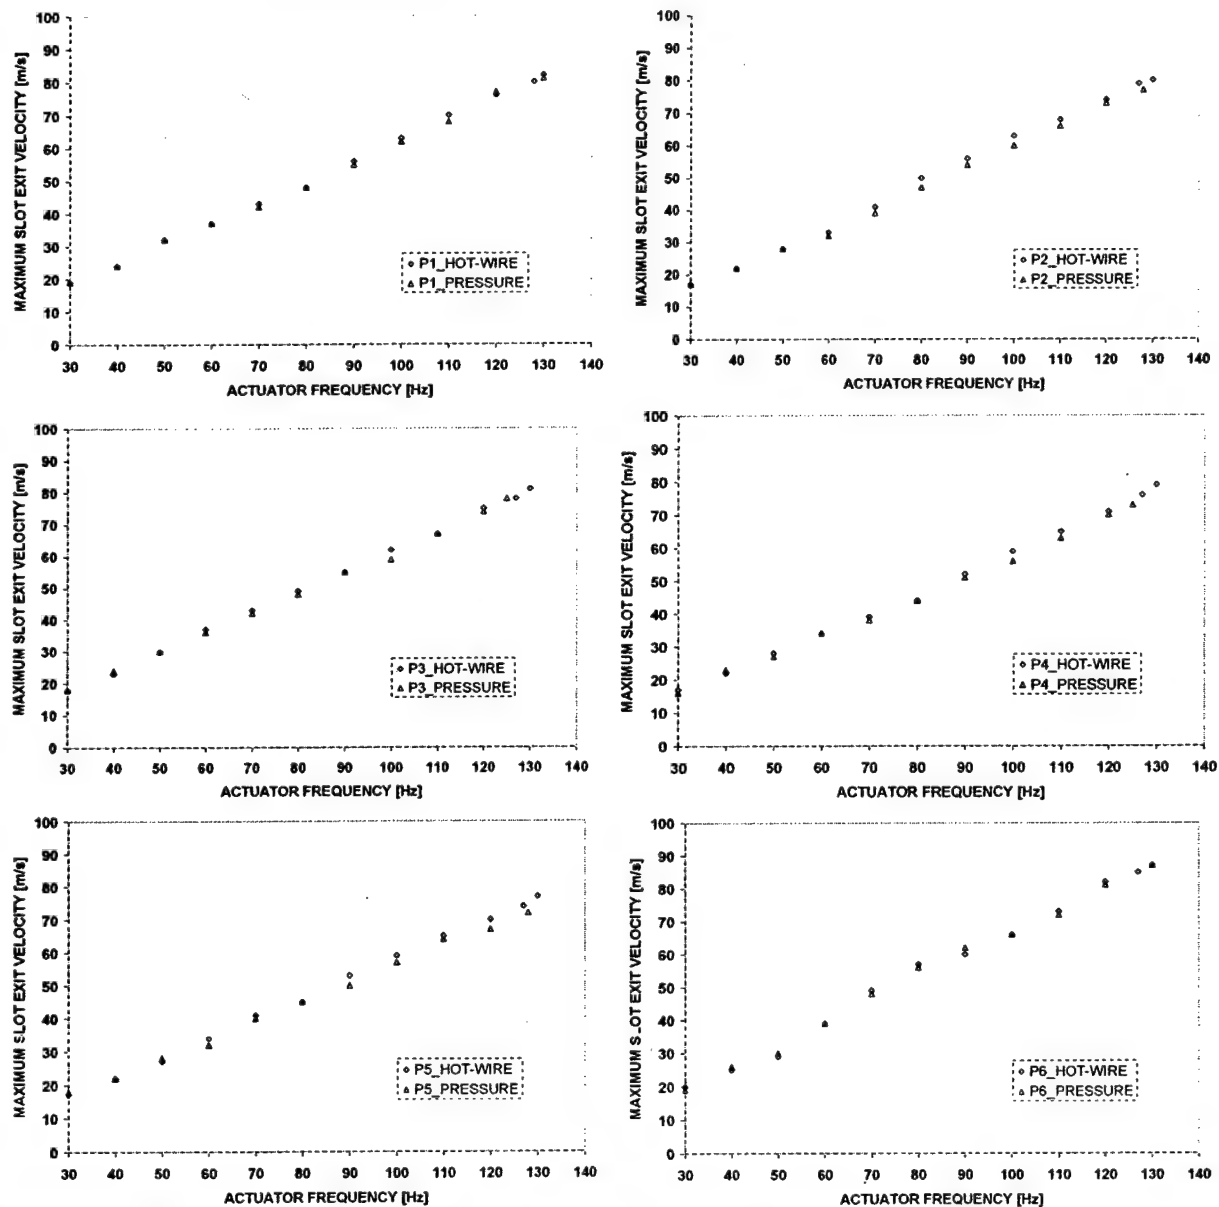 MAXIMUM SLOT EXIT VELOCITY [m/s]
100
90
80
70
60
50
40
30
20
10
0
P1_HOT-WIRE
P1_PRESSURE
30 40 50 60 70 80 90 100 110 120 130 140
ACTUATOR FREQUENCY [Hz]
MAXIMUM SLOT EXIT VELOCITY [m/s]
100
90
80
70
60
50
40
30
20
10
0
P2_HOT-WIRE
P2_PRESSURE
30 40 50 60 70 80 90 100 110 120 130 140
ACTUATOR FREQUENCY [Hz]
MAXIMUM SLOT EXIT VELOCITY [m/s]
100
90
80
70
60
50
40
30
20
10
0
P3_HOT-WIRE
P3_PRESSURE
30 40 50 60 70 80 90 100 110 120 130 140
ACTUATOR FREQUENCY [Hz]
MAXIMUM SLOT EXIT VELOCITY [m/s]
100
90
80
70
60
50
40
30
20
10
0
P4_HOT-WIRE
P4_PRESSURE
30 40 50 60 70 80 90 100 110 120 130 140
ACTUATOR FREQUENCY [Hz]
MAXIMUM SLOT EXIT VELOCITY [m/s]
100
90
80
70
60
50
40
30
20
10
0
P5_HOT-WIRE
P5_PRESSURE
30 40 50 60 70 80 90 100 110 120 130 140
ACTUATOR FREQUENCY [Hz]
MAXIMUM SLOT EXIT VELOCITY [m/s]
100
90
80
70
60
50
40
30
20
10
0
P6_HOT-WIRE
P6_PRESSURE
30 40 50 60 70 80 90 100 110 120 130 140
ACTUATOR FREQUENCY [Hz]